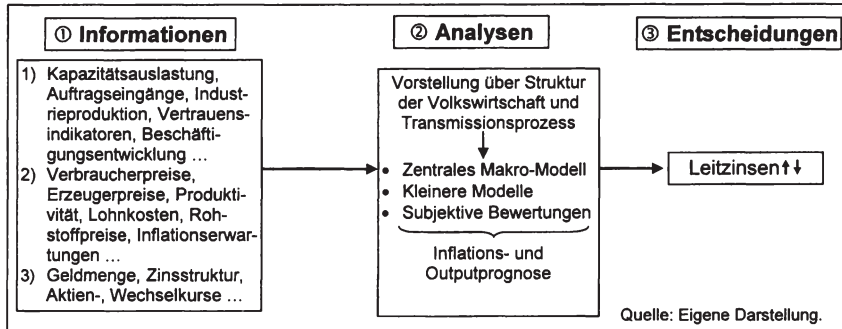 ① Informationen
1) Kapazitätsauslastung,
Auftragseingänge, Indust-
rieproduktion, Vertrauens-
indikatoren, Beschäfti-
gungsentwicklung ...
2) Verbraucherpreise,
Erzeugerpreise, Produkti-
vität, Lohnkosten, Roh-
stoffpreise, Inflationserwar-
tungen ...
3) Geldmenge, Zinsstruktur,
Aktien-, Wechselkurse ...
② Analysen
Vorstellung über Struktur
der Volkswirtschaft und
Transmissionsprozess
• Zentrales Makro-Modell
• Kleinere Modelle
• Subjektive Bewertungen
Inflations- und
Outputprognose
③ Entscheidungen
Leitzinsen↑↓
Quelle: Eigene Darstellung.